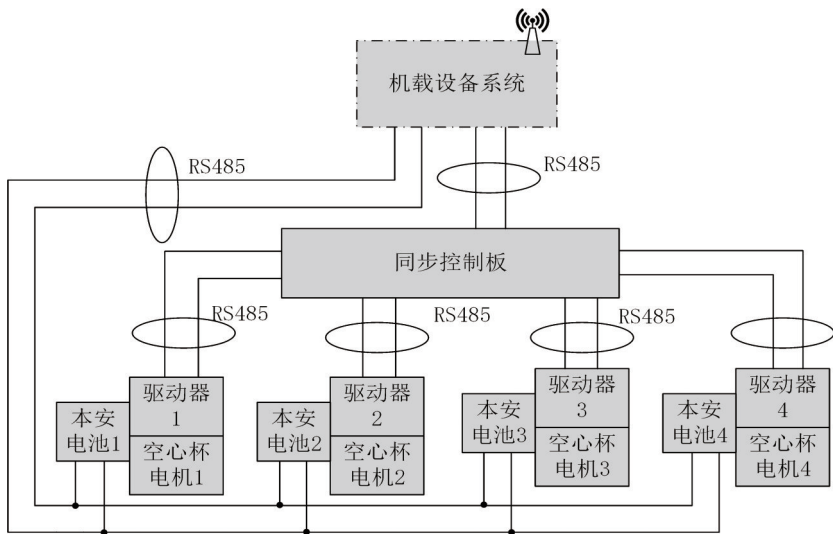 机载设备系统
RS485
RS485
同步控制板
RS485
RS485
RS485
驱动器
1
本安
电池1
空心杯
电机1
驱动器
2
本安
电池2
空心杯
电机2
驱动器
3
本安
电池3
空心杯
电机3
驱动器
4
本安
电池4
空心杯
电机4